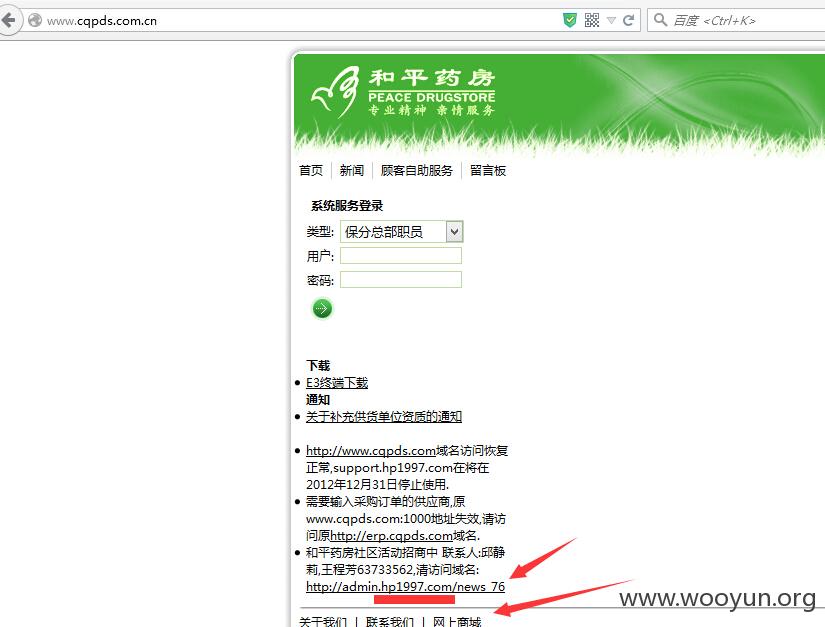 www.cqpds.com.cn
百度 <Ctrl+K>
和平药房
PEACE DRUGSTORE
专业精神 亲情服务
首页 新闻 顾客自助服务 留言板
系统服务登录
类型: 保分总部职员
用户:
密码:
下载
E3终端下载
通知
关于补充供货单位资质的通知
http://www.cqpds.com域名访问恢复
正常,support.hp1997.com在将在
2012年12月31日停止使用.
需要输入采购订单的供应商,原
www.cqpds.com:1000地址失效,请访
问原http://erp.cqpds.com域名.
和平药房社区活动招商中 联系人:邱静
莉,王程芳63733562,请访问域名:
http://admin.hp1997.com/news_76
www.wooyun.org
关于我们 | 联系我们 | 网上商城